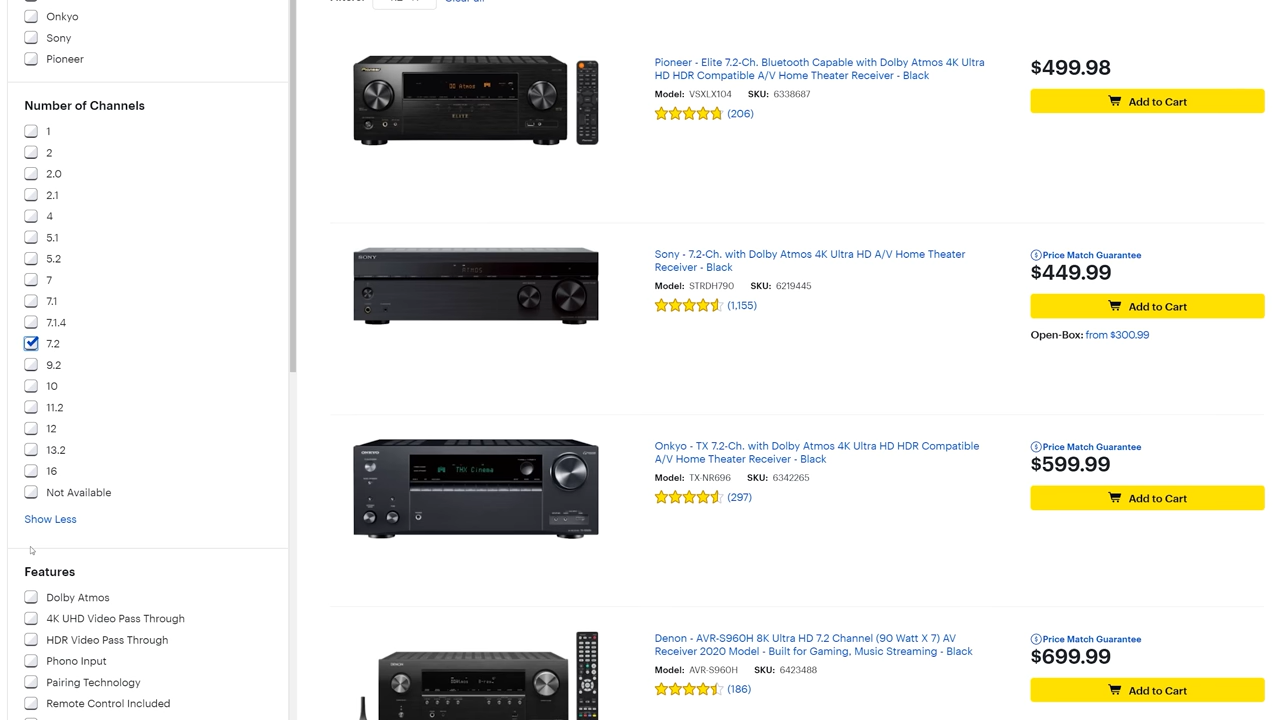 Onkyo
Sony
Pioneer
Number of Channels
1
2
2.0
2.1
4
5.1
5.2
7.1
7.1.4
7.2
9.2
10
11.2
12
13.2
16
Not Available
Show Less
Features
Dolby Atmos
4K UHD Video Pass Through
HDR Video Pass Through
Phono Input
Pairing Technology
Remote Control Included
Pioneer - Elite 7.2-Ch. Bluetooth Capable with Dolby Atmos 4K Ultra
HD HDR Compatible A/V Home Theater Receiver - Black
Model: VSXLX104 SKU: 6338687
(206)
$499.98
Add to Cart
Sony - 7.2-Ch. with Dolby Atmos 4K Ultra HD A/V Home Theater
Receiver - Black
Model: STRDH790 SKU: 6219445
(1,155)
Price Match Guarantee
$449.99
Add to Cart
Open-Box: from $300.99
SONY
ATMOS
Onkyo - TX 7.2-Ch. with Dolby Atmos 4K Ultra HD HDR Compatible
A/V Home Theater Receiver - Black
Model: TX-NR696 SKU: 6342265
(297)
Price Match Guarantee
$599.99
Add to Cart
ONKYO
THX Cinema
Denon - AVR-S960H 8K Ultra HD 7.2 Channel (90 Watt X 7) AV
Receiver 2020 Model - Built for Gaming, Music Streaming - Black
Model: AVR-S960H SKU: 6423488
(186)
Price Match Guarantee
$699.99
Add to Cart
DENON
Pioneer
Atmos
ELITE